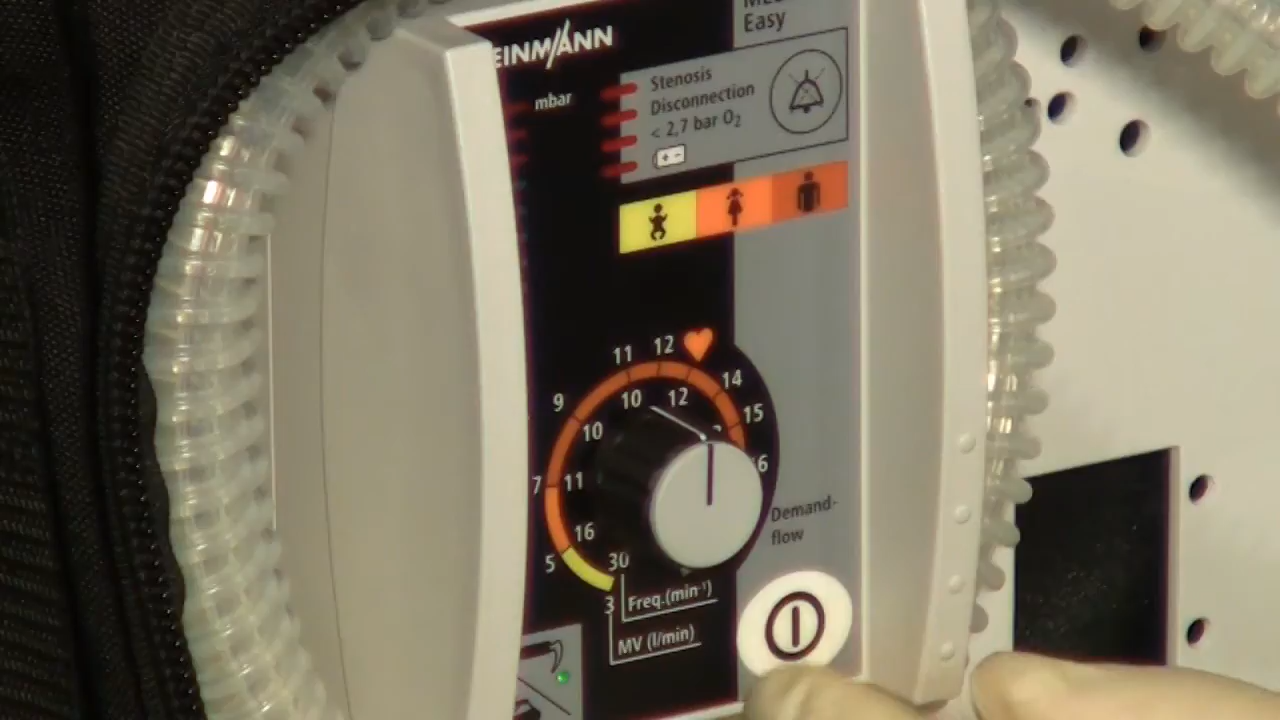 EINMANN
Easy
mbar
Stenosis
Disconnection
< 2,7 bar O₂
11 12
14
9 10 12
15
10
7 11
16
5 30
Freq.(min⁻¹)
3
MV (l/min)
Demand-
flow